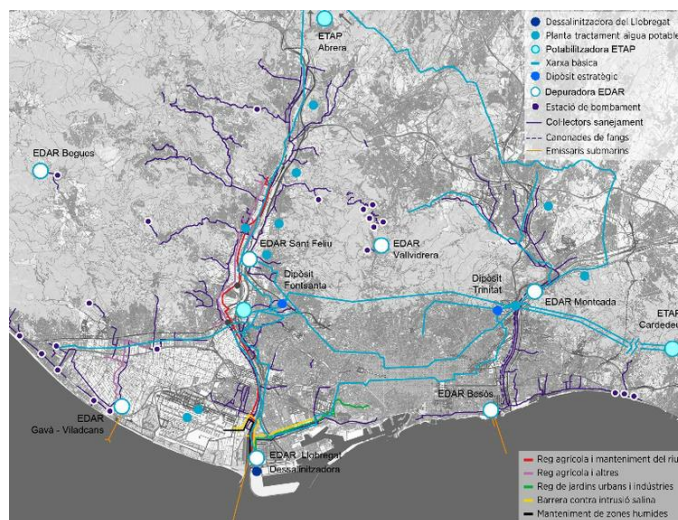 Dessalinitzadora del Llobregat
Planta tractament aigua potable
Potabilitzadora ETAP
Xarxa bàsica
Dipòsit estratègic
Depuradora EDAR
Estació de bombament
Col·lectors sanejament
Canonades de fangs
Emissaris submarins
ETAP
Abrera
EDAR Begues
EDAR Sant Feliu
EDAR
Vallvidrera
Dipòsit
Fontsanta
Dipòsit
Trinitat
EDAR Montcada
ETAP
Cardedeu
EDAR
Gavà - Viladcans
EDAR Besòs
EDAR Llobregat
Dessalinitzadora
Reg agrícola i manteniment del riu
Reg agrícola i altres
Reg de jardins urbans i indústries
Barrera contra intrusió salina
Manteniment de zones humides